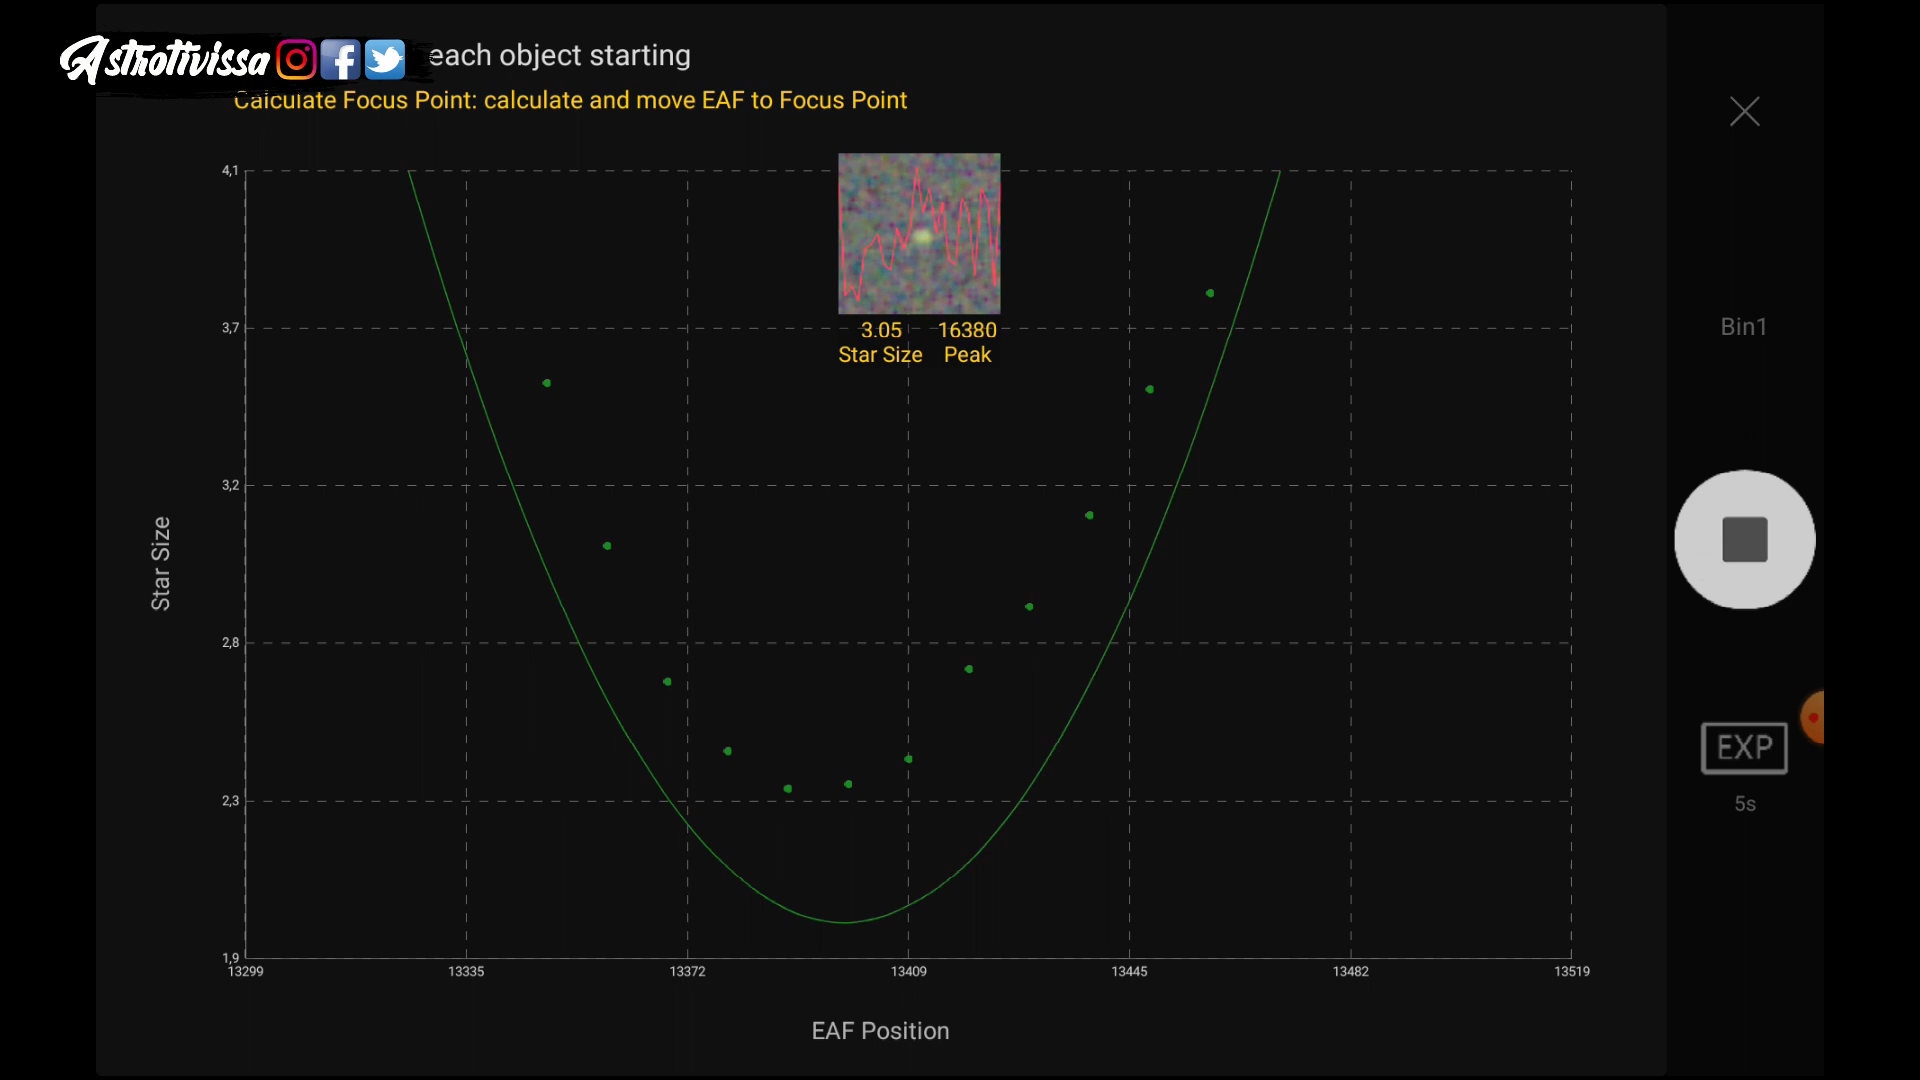 Astrotivissa
each object starting
Calculate Focus Point: calculate and move EAF to Focus Point
4,1
3,7
3,2
2,8
2,3
1,9
Star Size
3.05 16380
Star Size Peak
13299 13335 13372 13409 13445 13482 13519
EAF Position
Bin1
EXP
5s